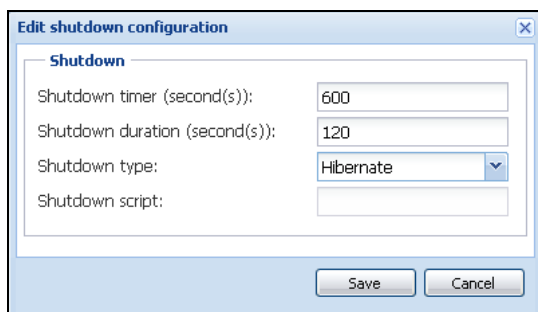 Edit shutdown configuration
Shutdown
Shutdown timer (second(s)): 600
Shutdown duration (second(s)): 120
Shutdown type: Hibernate
Shutdown script:
Save Cancel